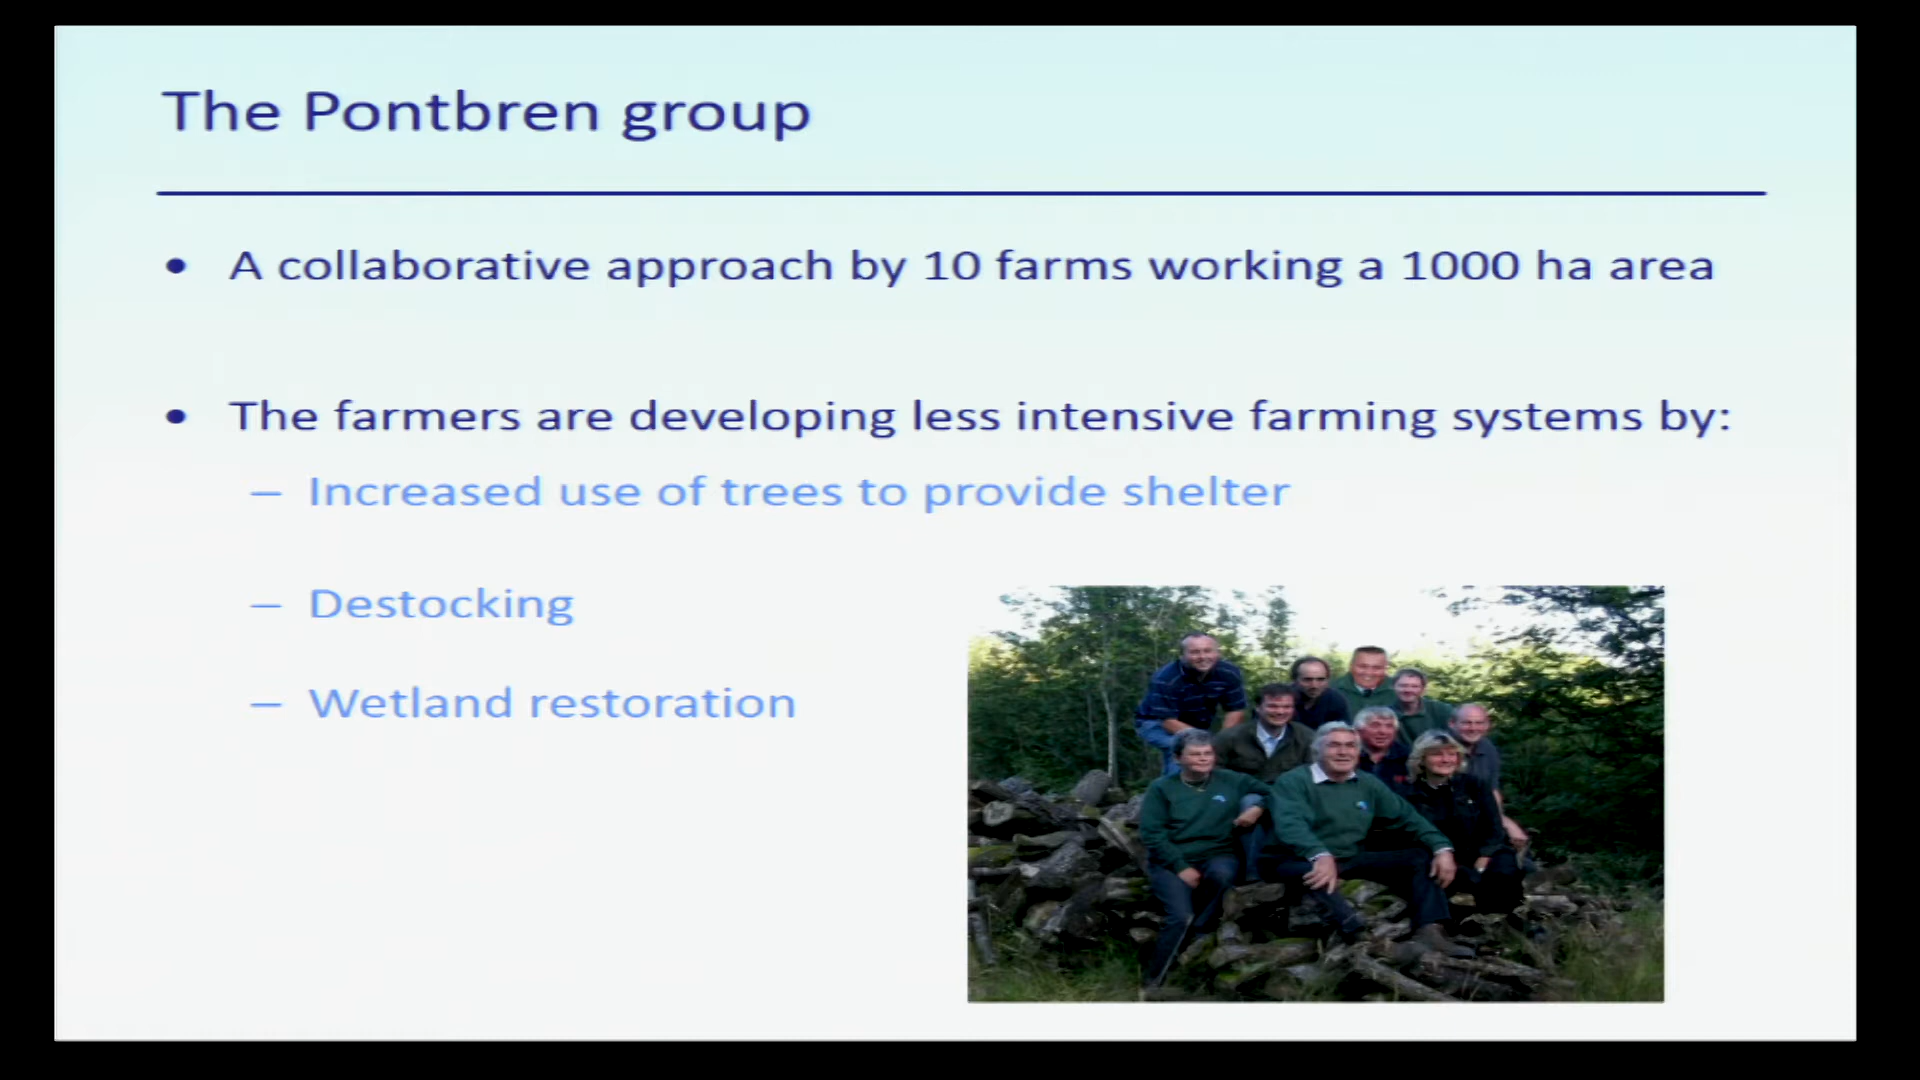 The Pontbren group
• A collaborative approach by 10 farms working a 1000 ha area
• The farmers are developing less intensive farming systems by:
– Increased use of trees to provide shelter
– Destocking
– Wetland restoration